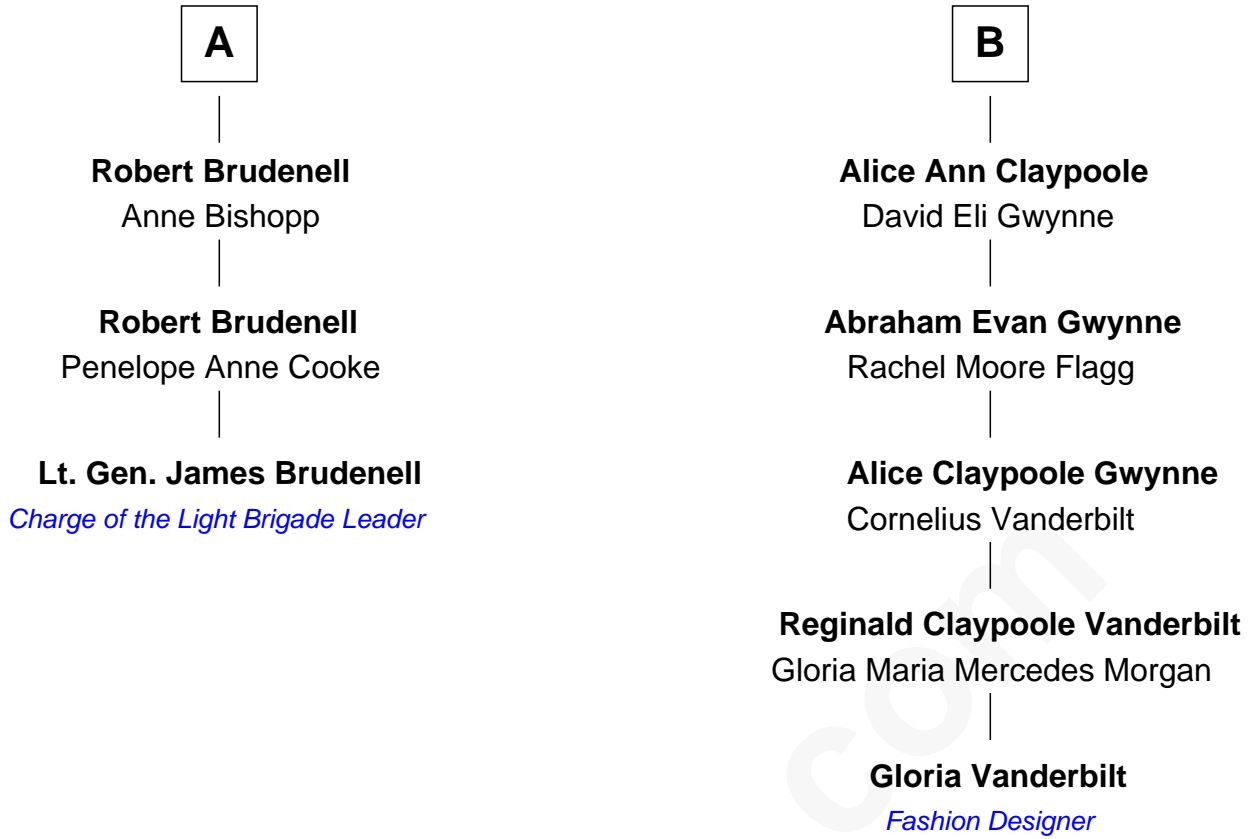 A
Robert Brudenell
Anne Bishopp
Robert Brudenell
Penelope Anne Cooke
Lt. Gen. James Brudenell
Charge of the Light Brigade Leader
B
Alice Ann Claypoole
David Eli Gwynne
Abraham Evan Gwynne
Rachel Moore Flagg
Alice Claypoole Gwynne
Cornelius Vanderbilt
Reginald Claypoole Vanderbilt
Gloria Maria Mercedes Morgan
Gloria Vanderbilt
Fashion Designer
com